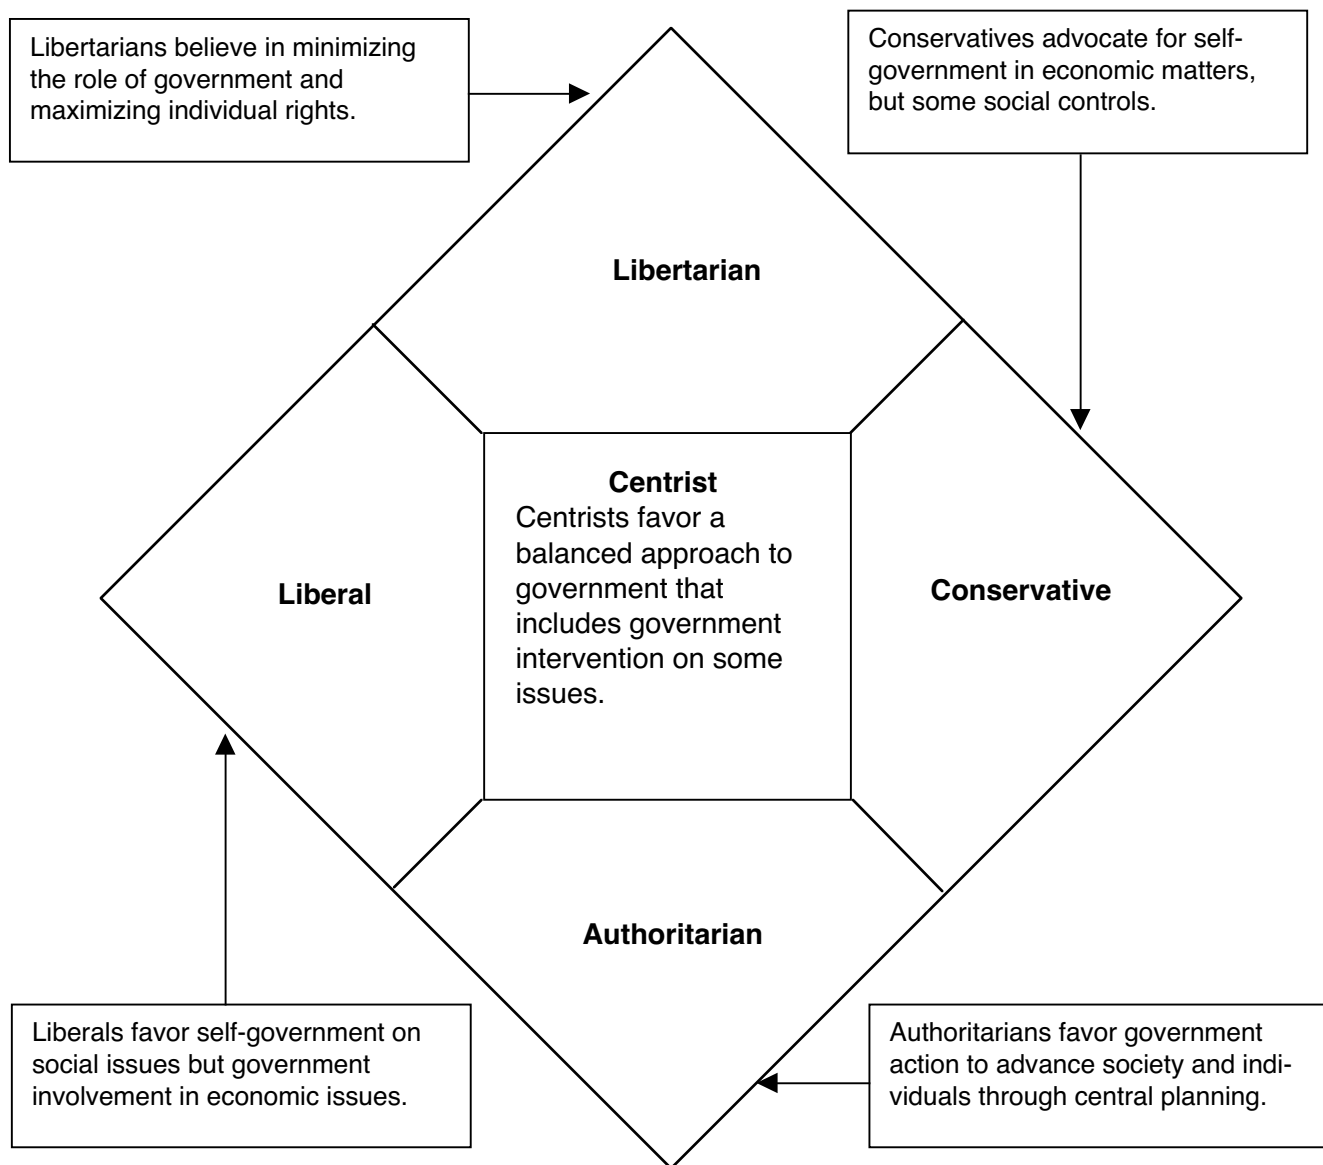 Libertarians believe in minimizing
the role of government and
maximizing individual rights.
Conservatives advocate for self-
government in economic matters,
but some social controls.
Libertarian
Centrist
Centrists favor a
balanced approach to
government that
includes government
intervention on some
issues.
Liberal
Conservative
Authoritarian
Liberals favor self-government on
social issues but government
involvement in economic issues.
Authoritarians favor government
action to advance society and indi-
viduals through central planning.